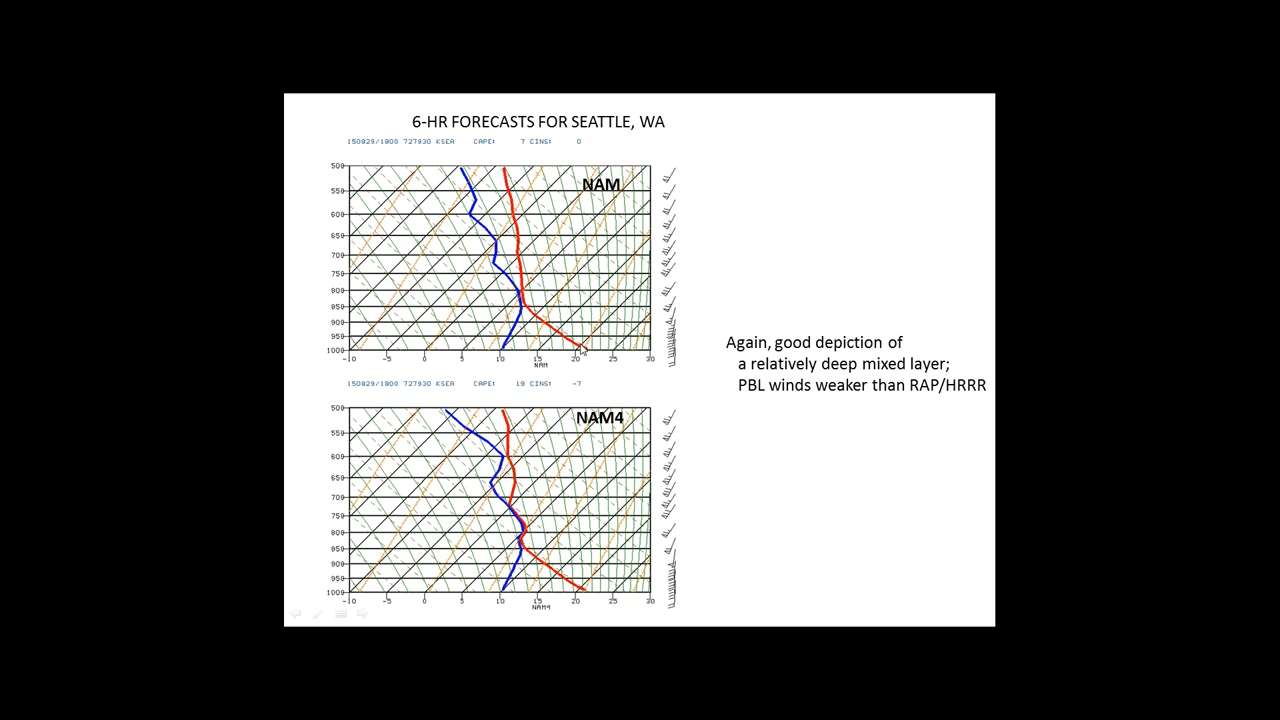 6-HR FORECASTS FOR SEATTLE, WA
150829/1800 727930 KSEA CAPE: 7 CINS: 0
NAM
500
550
600
650
700
750
800
850
900
950
1000
-10 -5 0 5 10 15 20 25 30
NAM
Again, good depiction of
a relatively deep mixed layer;
PBL winds weaker than RAP/HRRR
150829/1800 727930 KSEA CAPE: 19 CINS: -7
NAM4
500
550
600
650
700
750
800
850
900
950
1000
-10 -5 0 5 10 15 20 25 30
NAM4